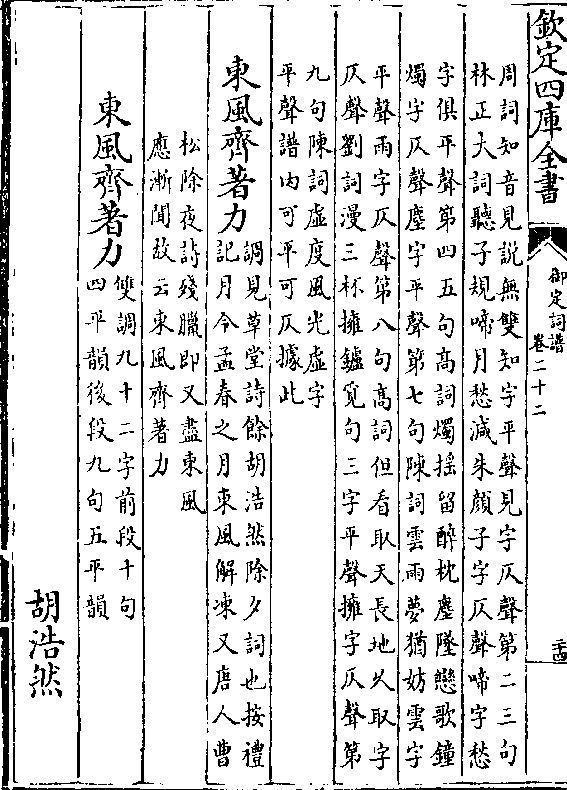 欽定四庫全書
御定詞譜
卷二十二
二十四
周詞知音見說無雙知字平聲見字仄聲第二三句
林正大詞聽子規啼月愁減朱顏子字仄聲啼字愁
字俱平聲第四五句高詞燭搖留醉枕塵墜戀歌鐘
燭字仄聲塵字平聲第七句陳詞雲雨夢猶妨雲字
平聲雨字仄聲第八句高詞但看取天長地久取字
仄聲劉詞漫三杯擁鑪覓句三字平聲擁字仄聲第
九句陳詞虛度風光虛字
平聲譜内可平可仄據此
東風齊著力
調見草堂詩餘胡浩然除夕詞也按禮
記月令孟春之月東風解凍又唐人曹
松除夜詩殘臘即又盡東風
應漸聞故云東風齊著力
東風齊著力
雙調九十二字前段十句
四平韻後段九句五平韻
胡浩然